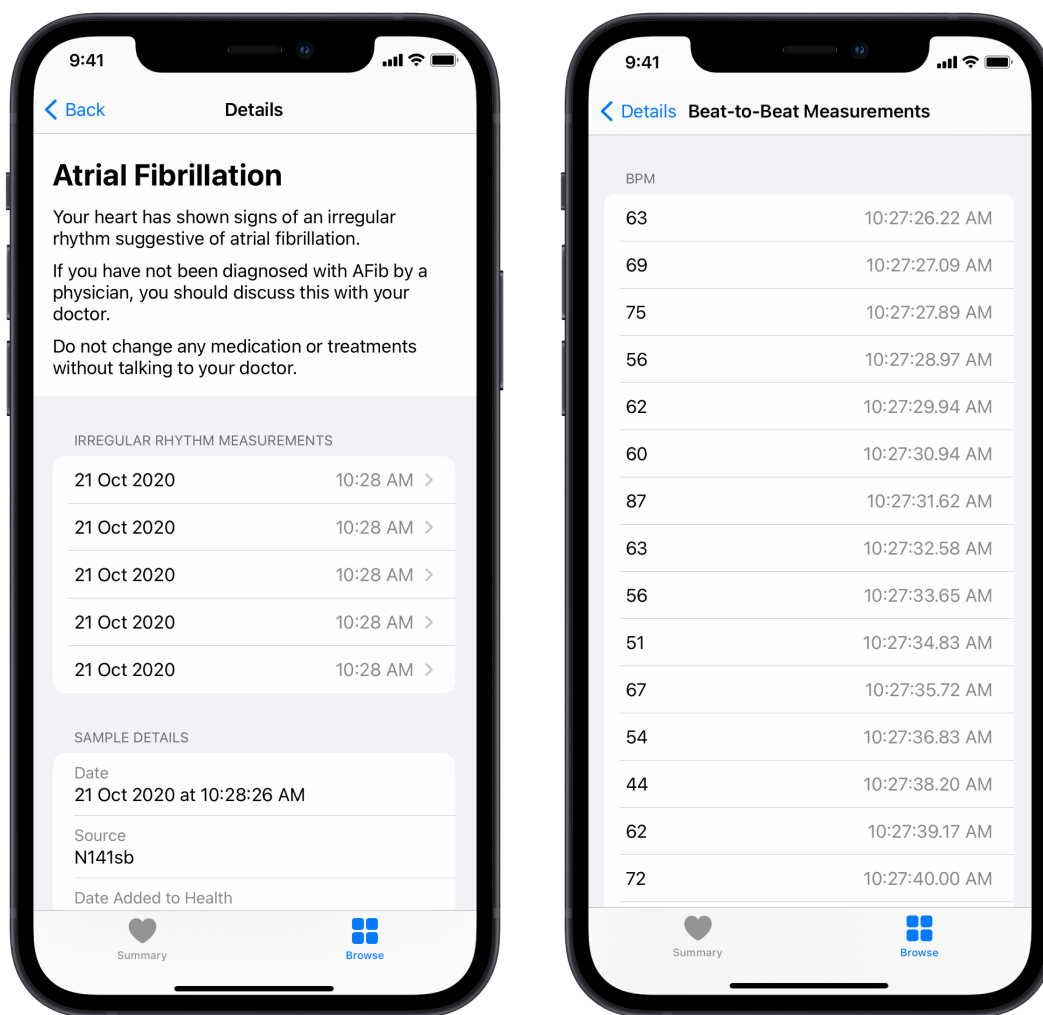 9:41
Back
Details
Atrial Fibrillation
Your heart has shown signs of an irregular
rhythm suggestive of atrial fibrillation.
If you have not been diagnosed with AFib by a
physician, you should discuss this with your
doctor.
Do not change any medication or treatments
without talking to your doctor.
IRREGULAR RHYTHM MEASUREMENTS
21 Oct 2020 10:28 AM
21 Oct 2020 10:28 AM
21 Oct 2020 10:28 AM
21 Oct 2020 10:28 AM
21 Oct 2020 10:28 AM
SAMPLE DETAILS
Date
21 Oct 2020 at 10:28:26 AM
Source
N141sb
Date Added to Health
Summary
Browse
9:41
Details
Beat-to-Beat Measurements
BPM
63 10:27:26.22 AM
69 10:27:27.09 AM
75 10:27:27.89 AM
56 10:27:28.97 AM
62 10:27:29.94 AM
60 10:27:30.94 AM
87 10:27:31.62 AM
63 10:27:32.58 AM
56 10:27:33.65 AM
51 10:27:34.83 AM
67 10:27:35.72 AM
54 10:27:36.83 AM
44 10:27:38.20 AM
62 10:27:39.17 AM
72 10:27:40.00 AM
Summary
Browse